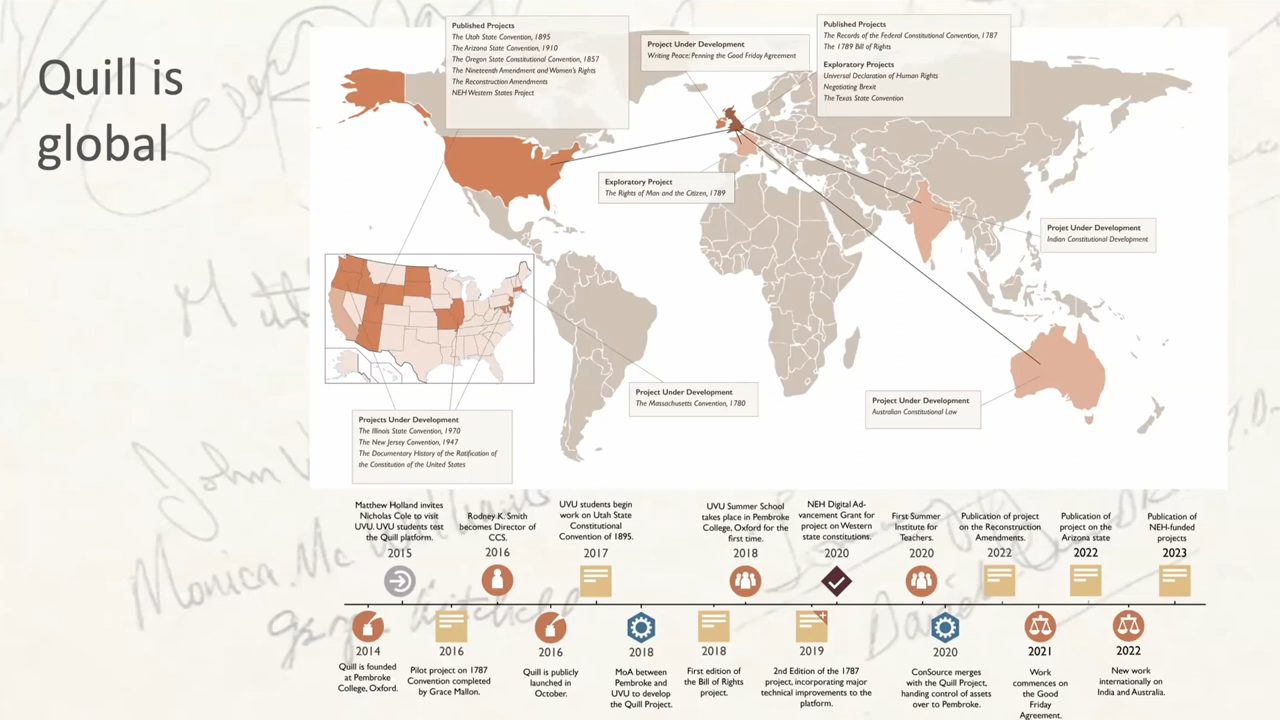 Quill is
global
Published Projects
The Utah State Convention, 1895
The Arizona State Convention, 1910
The Oregon State Constitutional Convention, 1857
The Nineteenth Amendment and Women's Rights
The Reconstruction Amendments
NEH Western States Project
Project Under Development
Writing Peace: Penning the Good Friday Agreement
Published Projects
The Records of the Federal Constitutional Convention, 1787
The 1789 Bill of Rights
Exploratory Projects
Universal Declaration of Human Rights
Negotiating Brexit
The Texas State Convention
Exploratory Project
The Rights of Man and the Citizen, 1789
Projet Under Development
Indian Constitutional Development
Project Under Development
The Massachusetts Convention, 1780
Project Under Development
Australian Constitutional Law
Projects Under Development
The Illinois State Convention, 1970
The New Jersey Convention, 1947
The Documentary History of the Ratification of
the Constitution of the United States
Matthew Holland invites
Nicholas Cole to visit
UVU. UVU students test
the Quill platform.
2015
Rodney K. Smith
becomes Director of
CCS.
2016
UVU students begin
work on Utah State
Constitutional
Convention of 1895.
2017
UVU Summer School
takes place in Pembroke
College, Oxford for the
first time.
2018
NEH Digital Ad-
vancement Grant for
project on Western
state constitutions.
2020
First Summer
Institute for
Teachers.
2020
Publication of project
on the Reconstruction
Amendments.
2022
Publication of
project on the
Arizona state
2022
Publication of
NEH-funded
projects
2023
2014
Quill is founded
at Pembroke
College, Oxford.
2016
Pilot project on 1787
Convention completed
by Grace Mallon.
2016
Quill is publicly
launched in
October.
2018
MoA between
Pembroke and
UVU to develop
the Quill Project.
2018
First edition of
the Bill of Rights
project.
2019
2nd Edition of the 1787
project, incorporating major
technical improvements to the
platform.
2020
ConSource merges
with the Quill Project,
handing control of assets
over to Pembroke.
2021
Work
commences on
the Good
Friday
Agreement.
2022
New work
internationally on
India and Australia.